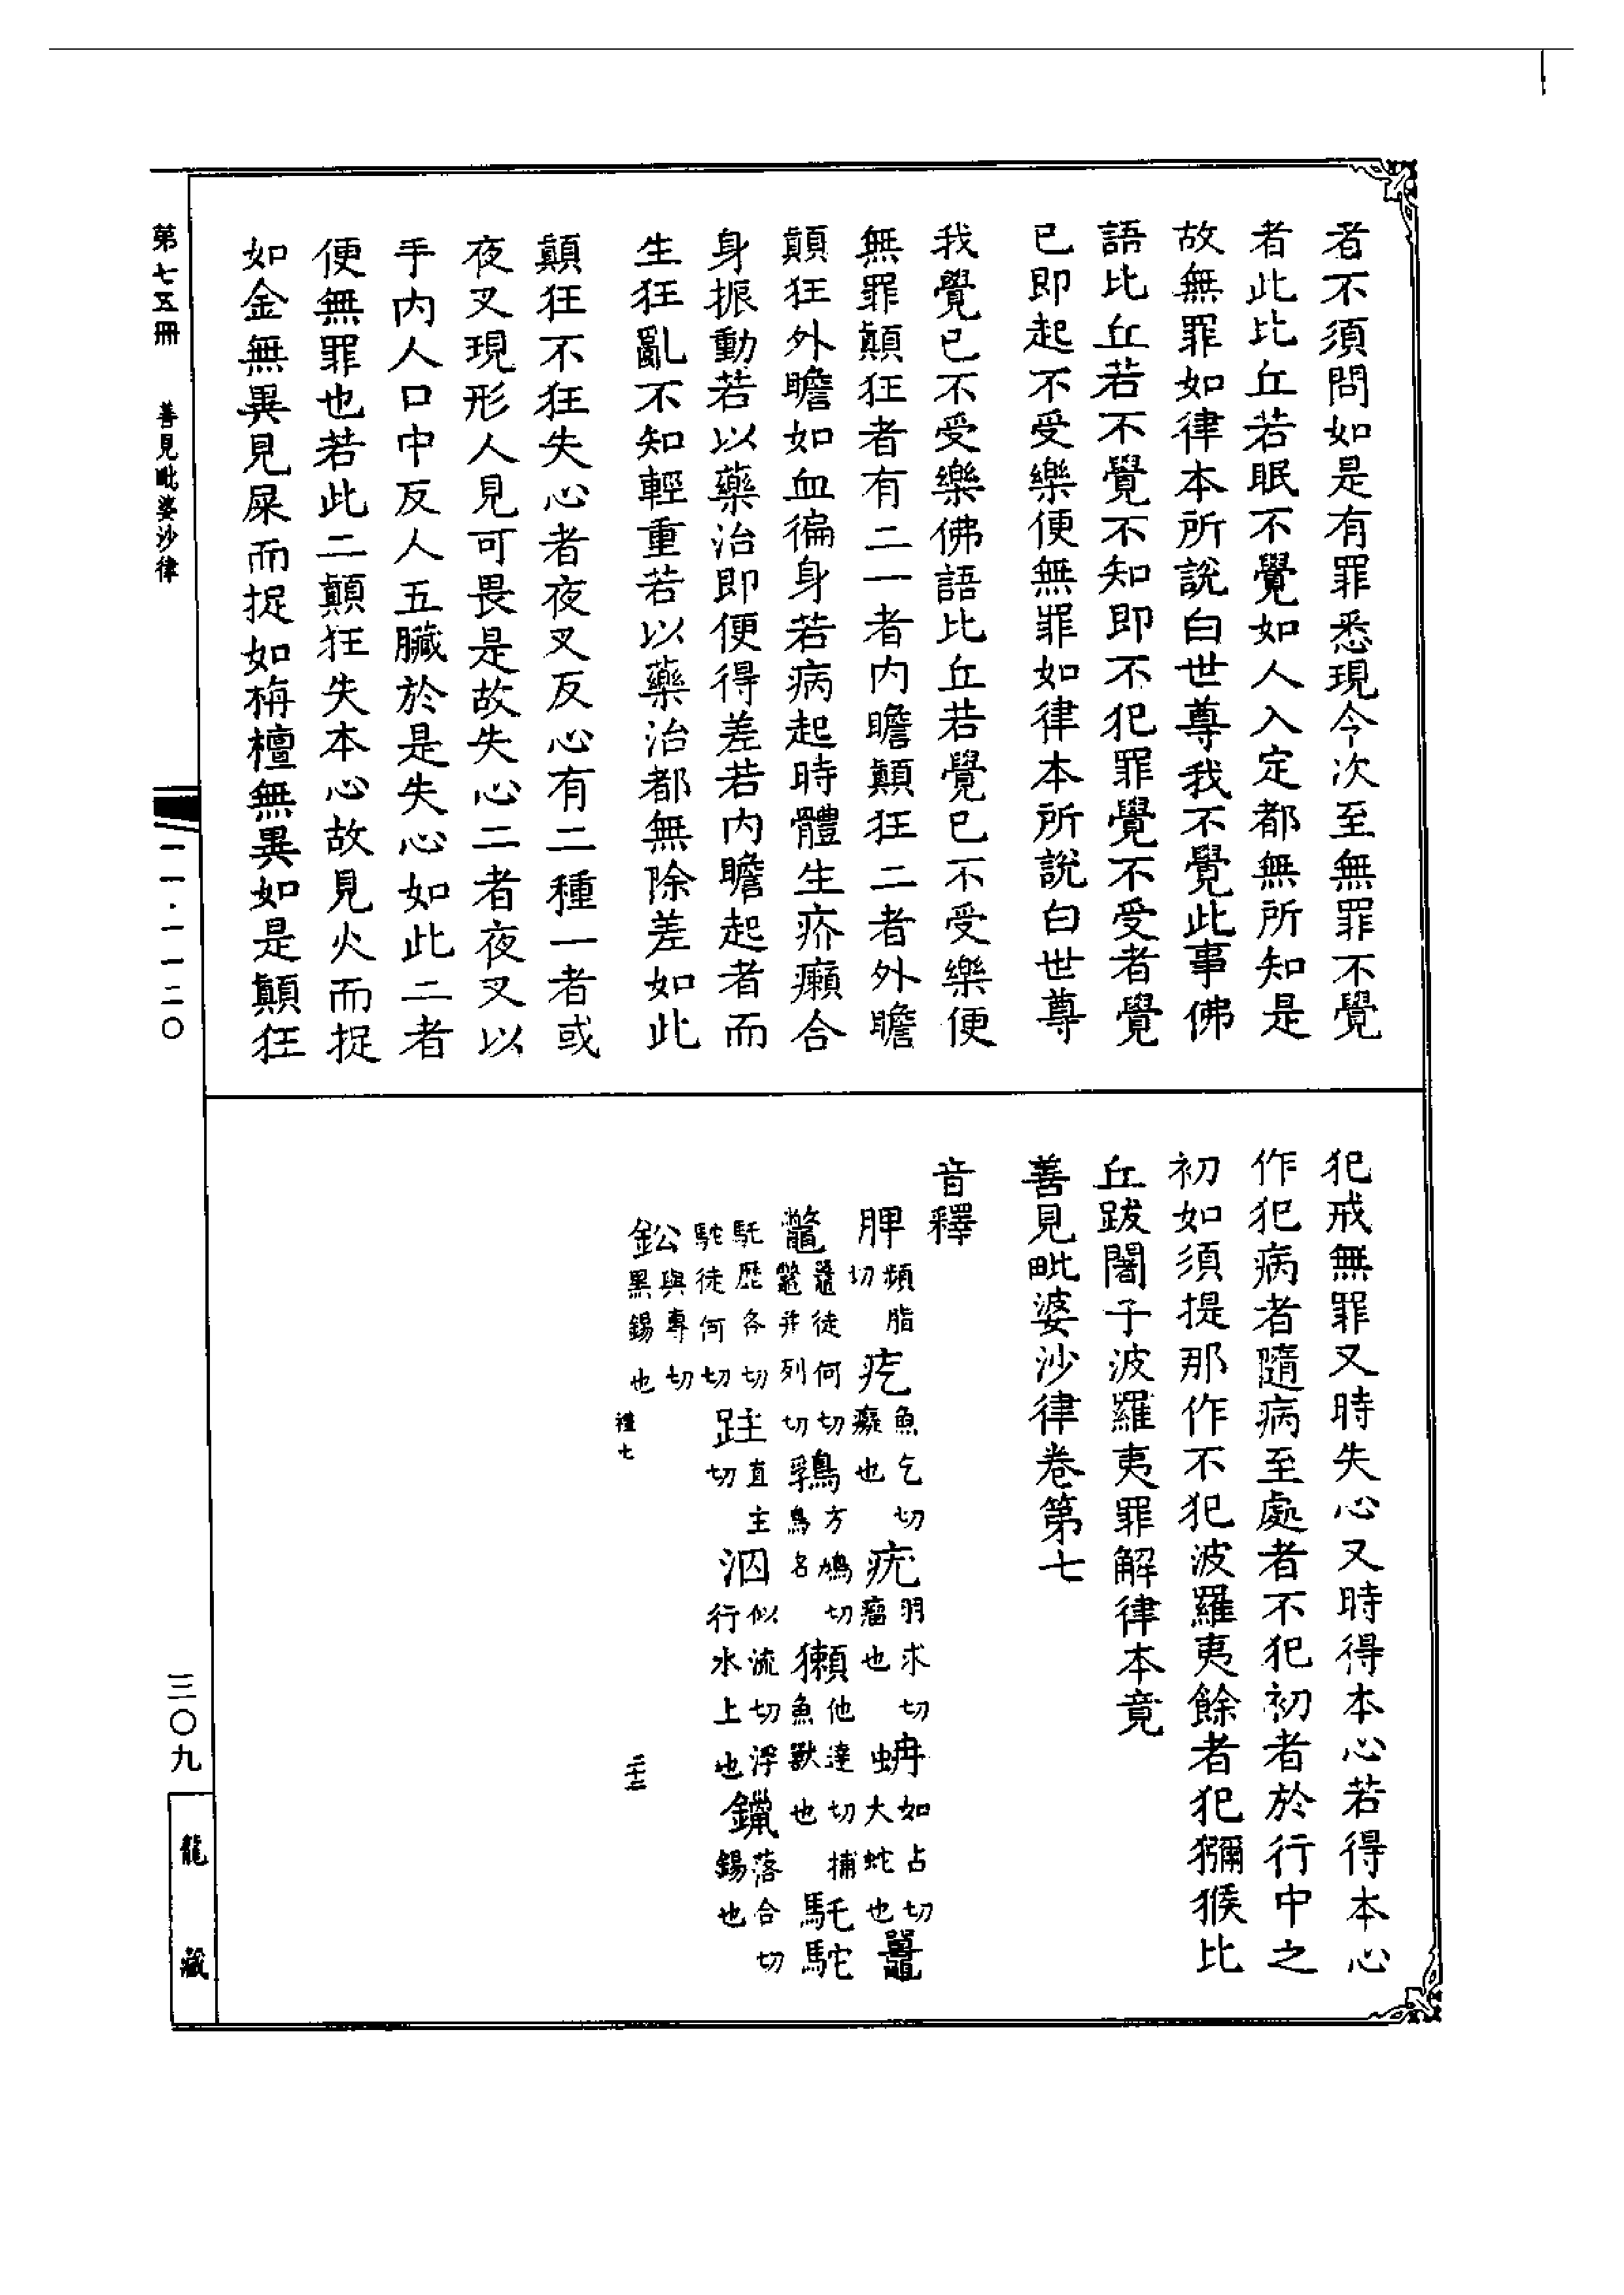 者不須問如是有罪悉現今次至無罪不覺
者此比丘若眠不覺如人入定都無所知是
故無罪如律本所說白世尊我不覺此事佛
語比丘若不覺不知即不犯罪覺不受者覺
已即起不受樂便無罪如律本所說白世尊
我覺已不受樂佛語比丘若覺已不受樂便
無罪顛狂者有二一者內瞻顛狂二者外瞻
顛狂外瞻如血徧身若病起時體生疥癩合
身振動若以藥治即便得差若內瞻起者而
生狂亂不知輕重若以藥治都無除差如此
顛狂不狂失心者夜叉反心有二種一者或
夜叉現形人見可畏是故失心二者夜叉以
手內人口中反人五臟於是失心如此二者
便無罪也若此二顛狂失本心故見火而捉
如金無異見屎而捉如栴檀無異如是顛狂
犯戒無罪又時失心又時得本心若得本心
作犯病者隨病至處者不犯初者於行中之
初如須提那作不犯波羅夷餘者犯獼猴比
丘跋闍子波羅夷罪解律本竟
善見毗婆沙律卷第七
音釋
脾頻脂切疙魚乞切癡也疣羽求切瘤也蚺如占切大蛇也鼉
鼈鼉徒何切鼈并列切鴀方鳩切鳥名獺他達切捕魚獸也馲駝
馲歷各切駝徒何切跓直主切泅似流切浮行水上也鑞落合切錫也
鈆與專切黑錫也
禮七
二十二
第七五冊 善見毗婆沙律
一一·一一二〇
三〇九
龍藏